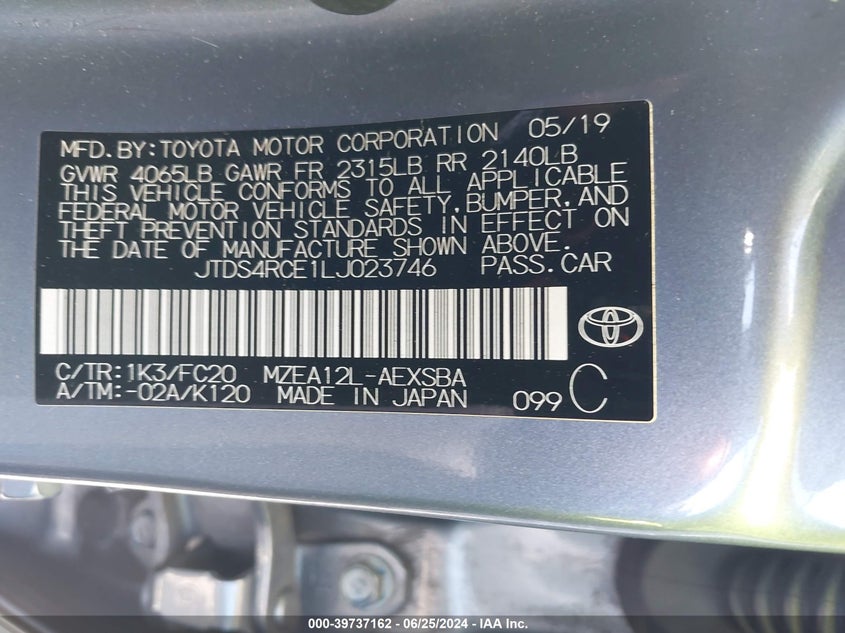 MFD.BY:TOYOTA MOTOR CORPORATION 05/19
GVWR 4065LB GAWR FR 2315LB RR 2140LB
THIS VEHICLE CONFORMS TO ALL APPLICABLE
FEDERAL MOTOR VEHICLE SAFETY,BUMPER,AND
THEFT PREVENTION STANDARDS IN EFFECT ON
THE DATE OF MANUFACTURE SHOWN ABOVE.
JTDS4RCE1LJ023746 PASS.CAR
C/TR:1K3/FC20 MZEA12L-AEXSBA
A/TM:-02A/K120 MADE IN JAPAN 099 C
000-39737162 - 06/25/2024 - IAA Inc.